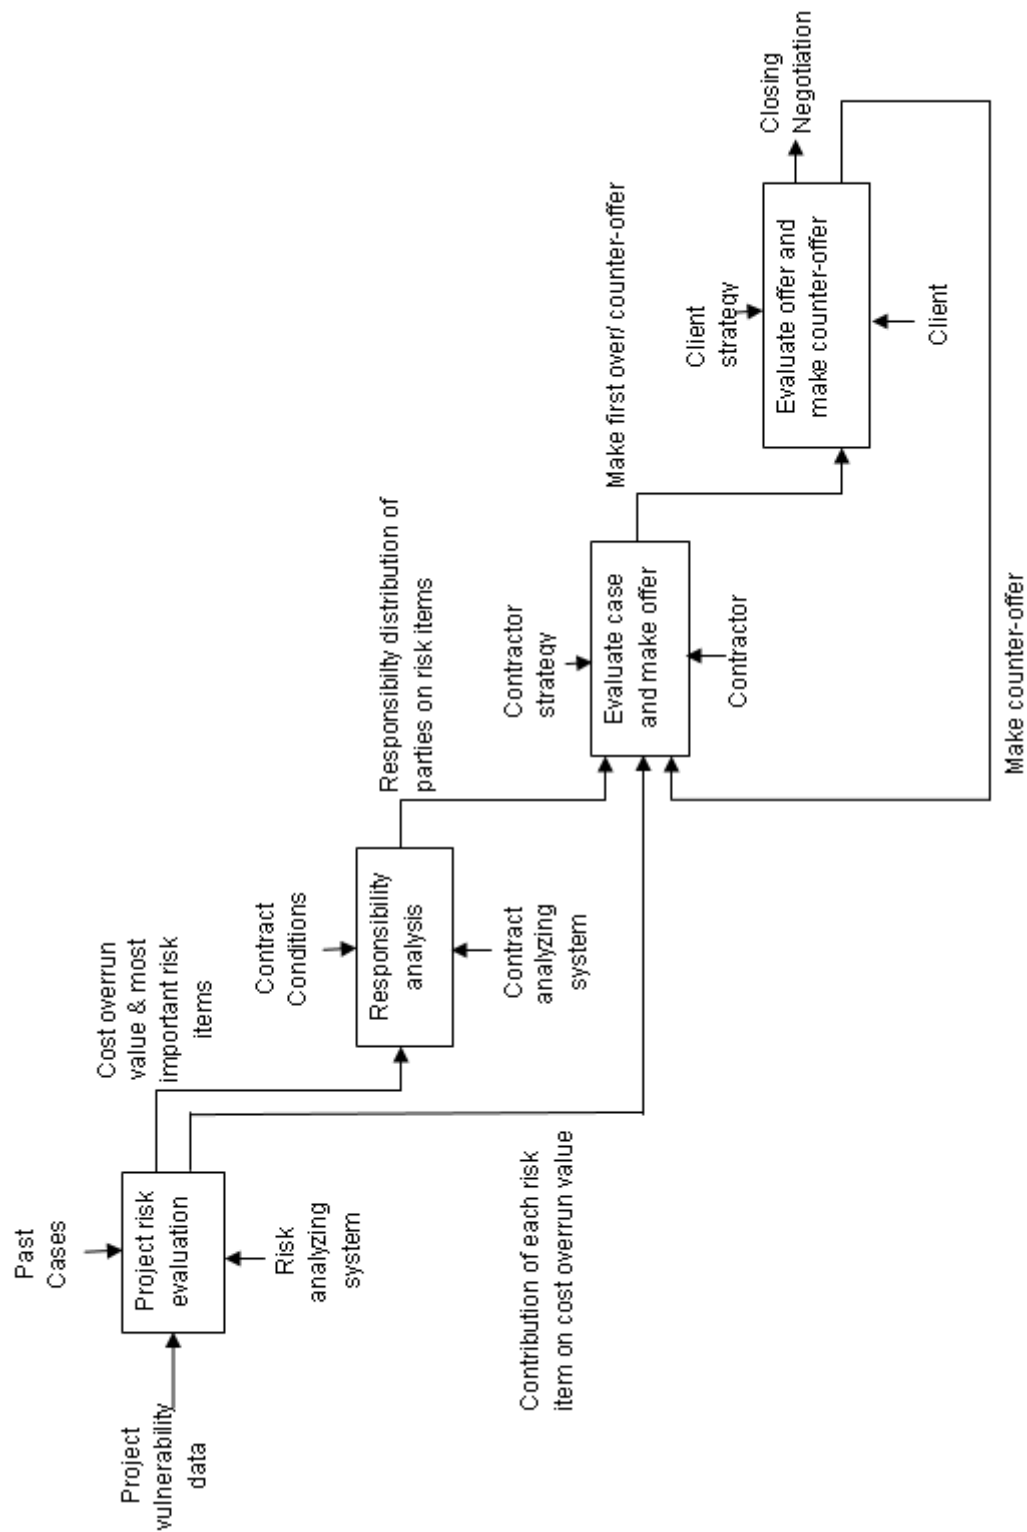 Project
vulnerability
data
Past
Cases
Project risk
evaluation
Risk
analyzing
system
Cost overrun
value & most
important risk
items
Contribution of each risk
item on cost overrun value
Contract
Conditions
Responsibility
analysis
Contract
analyzing
system
Responsibilty distribution of
parties on risk items
Contractor
strategy
Evaluate case
and make offer
Contractor
Make first over/ counter-offer
Client
strategy
Evaluate offer and
make counter-offer
Client
Closing
Negotiation
Make counter-offer